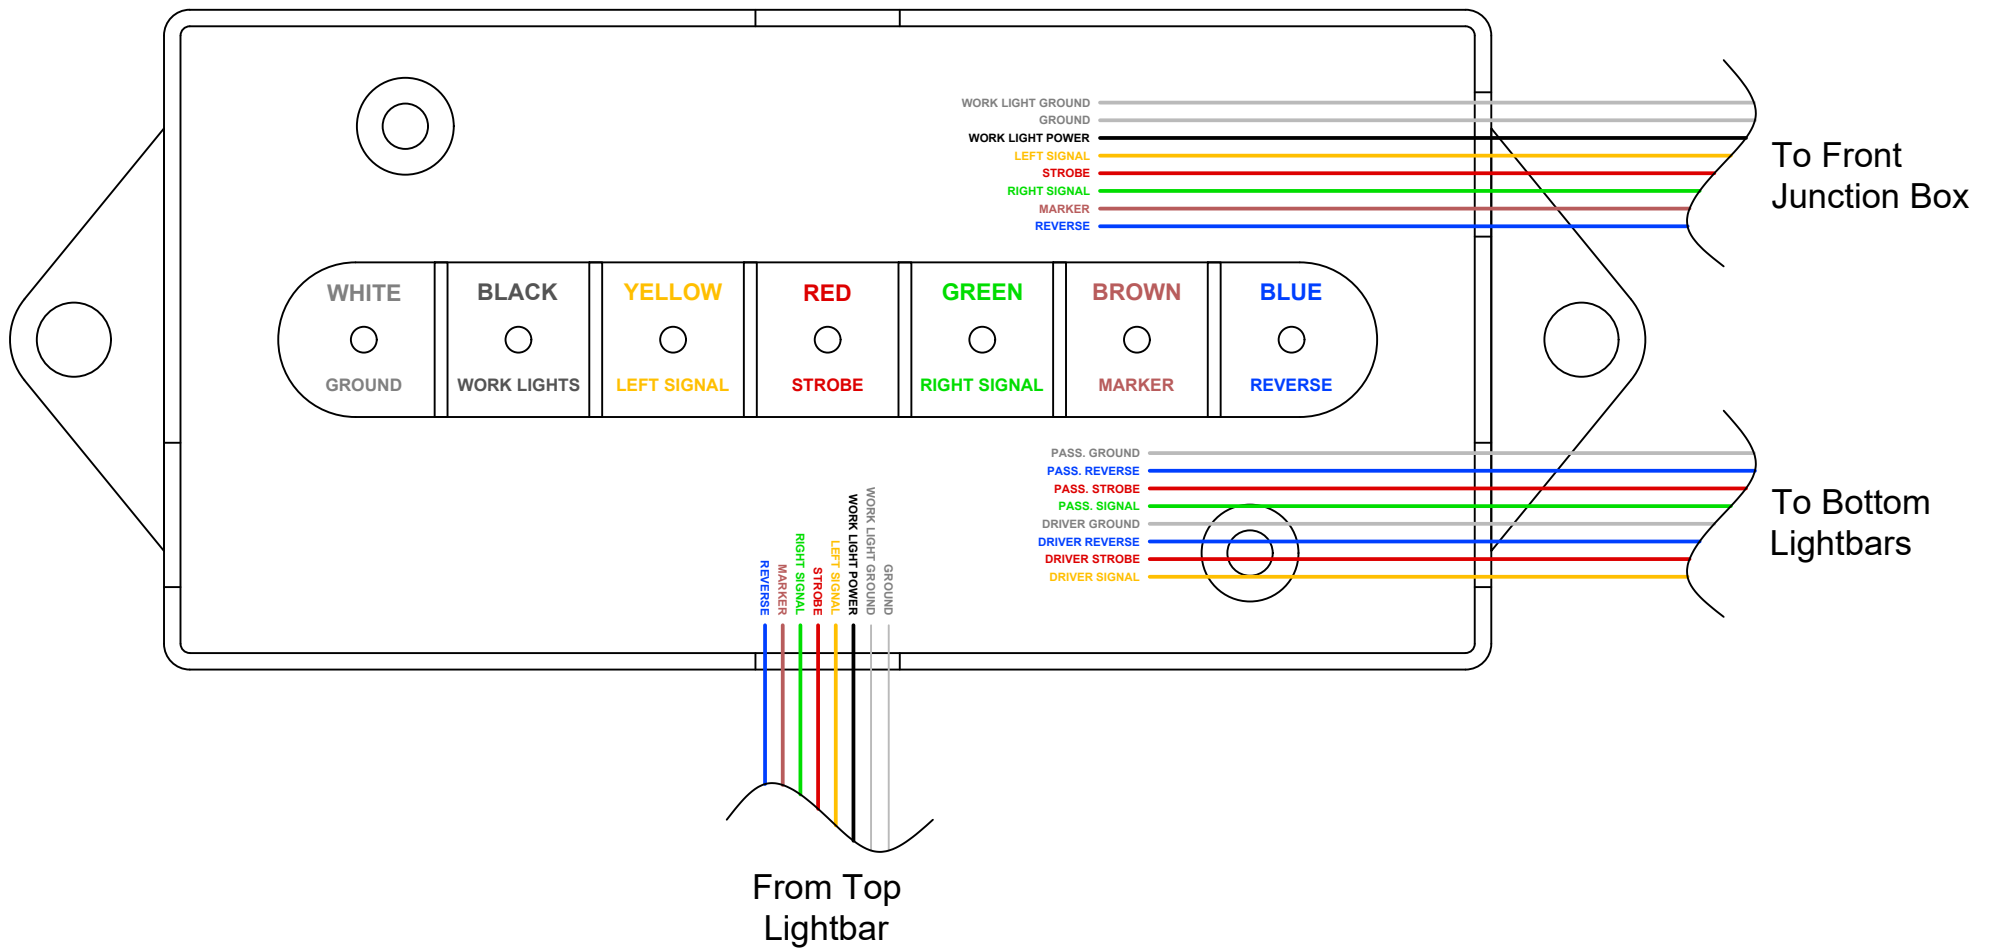 WORK LIGHT GROUND
GROUND
WORK LIGHT POWER
LEFT SIGNAL
STROBE
RIGHT SIGNAL
MARKER
REVERSE
To Front
Junction Box
WHITE
BLACK
YELLOW
RED
GREEN
BROWN
BLUE
GROUND
WORK LIGHTS
LEFT SIGNAL
STROBE
RIGHT SIGNAL
MARKER
REVERSE
PASS. GROUND
PASS. REVERSE
PASS. STROBE
PASS. SIGNAL
DRIVER GROUND
DRIVER REVERSE
DRIVER STROBE
DRIVER SIGNAL
To Bottom
Lightbars
REVERSE
MARKER
RIGHT SIGNAL
STROBE
LEFT SIGNAL
WORK LIGHT POWER
WORK LIGHT GROUND
GROUND
From Top
Lightbar